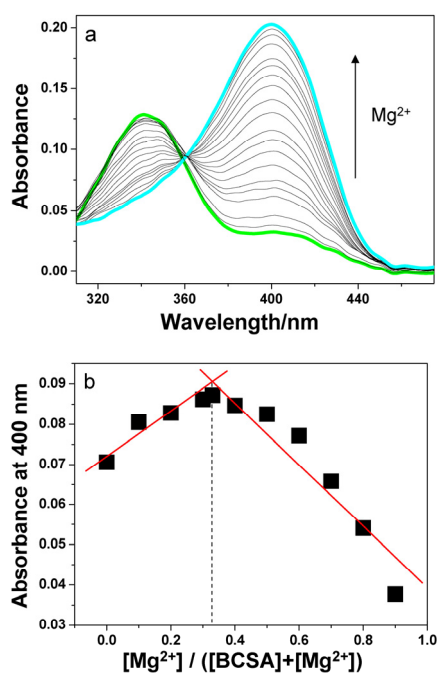 a
0.20
0.15
0.10
0.05
0.00
Absorbance
Mg²⁺
320 360 400 440
Wavelength/nm
b
0.09
0.08
0.07
0.06
0.05
0.04
0.03
Absorbance at 400 nm
0.0 0.2 0.4 0.6 0.8 1.0
[Mg²⁺] / ([BCSA]+[Mg²⁺])